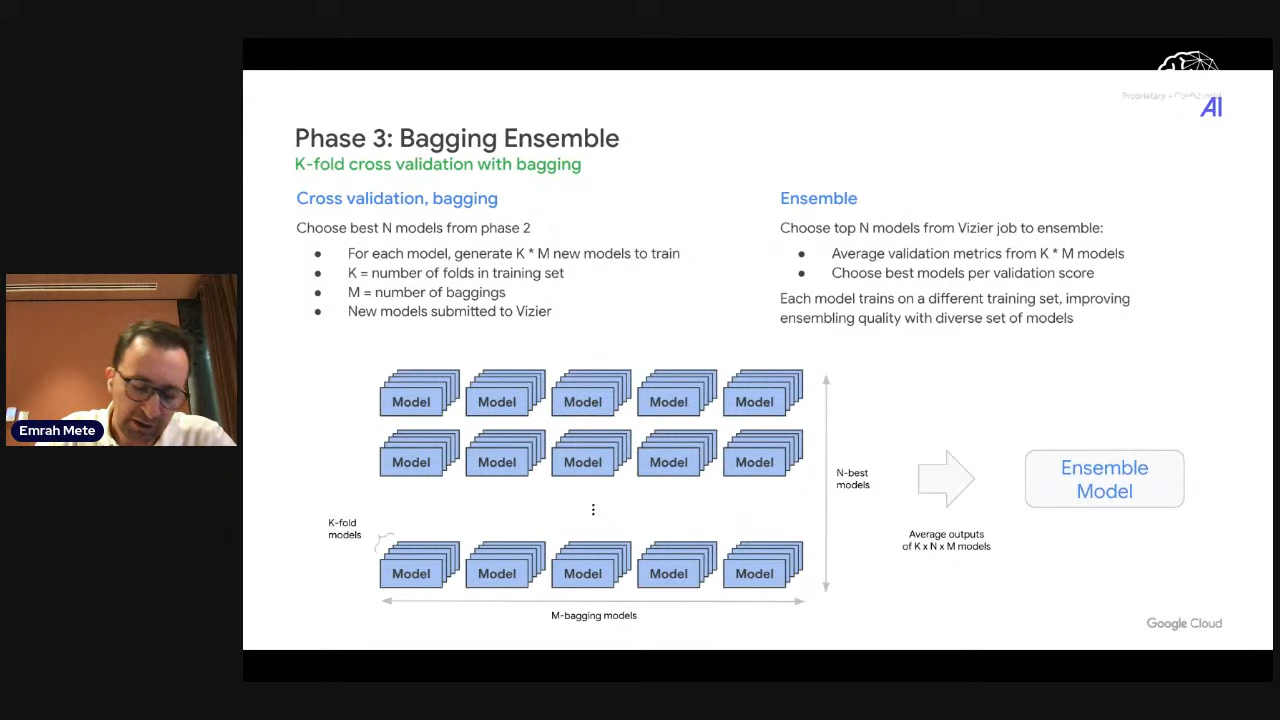 Proprietary + Confidential
AI
Phase 3: Bagging Ensemble
K-fold cross validation with bagging
Cross validation, bagging
Choose best N models from phase 2
● For each model, generate K * M new models to train
● K = number of folds in training set
● M = number of baggings
● New models submitted to Vizier
Ensemble
Choose top N models from Vizier job to ensemble:
● Average validation metrics from K * M models
● Choose best models per validation score
Each model trains on a different training set, improving
ensembling quality with diverse set of models
Model Model Model Model Model
Model Model Model Model Model
⋮
K-fold
models
Model Model Model Model Model
M-bagging models
N-best
models
Average outputs
of K x N x M models
Ensemble
Model
Google Cloud
Emrah Mete